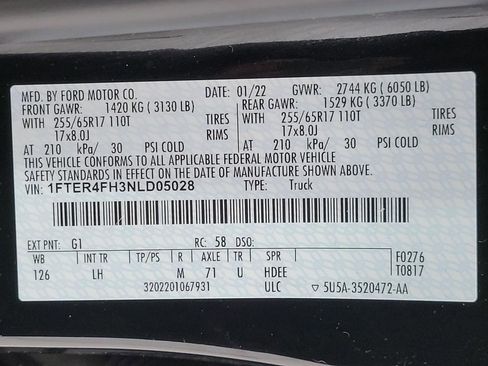 MFD. BY FORD MOTOR CO. DATE: 01/22 GVWR: 2744 KG ( 6050 LB)
FRONT GAWR: 1420 KG ( 3130 LB) REAR GAWR: 1529 KG ( 3370 LB)
WITH 255/65R17 110T TIRES WITH 255/65R17 110T TIRES
17x8.0J RIMS 17x8.0J RIMS
AT 210 kPa/ 30 PSI COLD AT 210 kPa/ 30 PSI COLD
THIS VEHICLE CONFORMS TO ALL APPLICABLE FEDERAL MOTOR VEHICLE
SAFETY STANDARDS IN EFFECT ON THE DATE OF MANUFACTURE SHOWN ABOVE.
VIN: 1FTER4FH3NLD05028 TYPE: Truck
EXT PNT: G1 RC: 58 DSO:
WB INT TR TP/PS R AXLE TR SPR F0276
126 LH M 71 U HDEE T0817
3202201067931 ULC ▽ 5U5A-3520472-AA